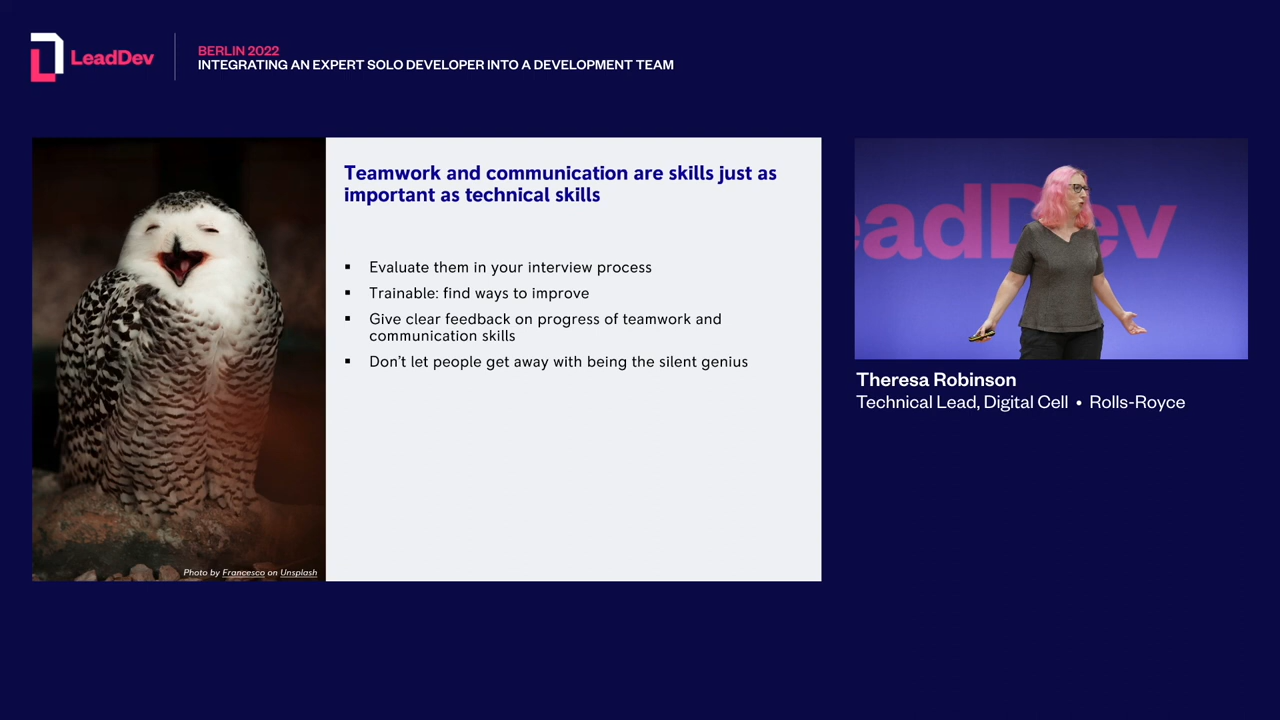 LeadDev
BERLIN 2022
INTEGRATING AN EXPERT SOLO DEVELOPER INTO A DEVELOPMENT TEAM
Teamwork and communication are skills just as
important as technical skills
▪ Evaluate them in your interview process
▪ Trainable: find ways to improve
▪ Give clear feedback on progress of teamwork and
communication skills
▪ Don't let people get away with being the silent genius
Photo by Francesco on Unsplash
eadDev
Theresa Robinson
Technical Lead, Digital Cell • Rolls-Royce